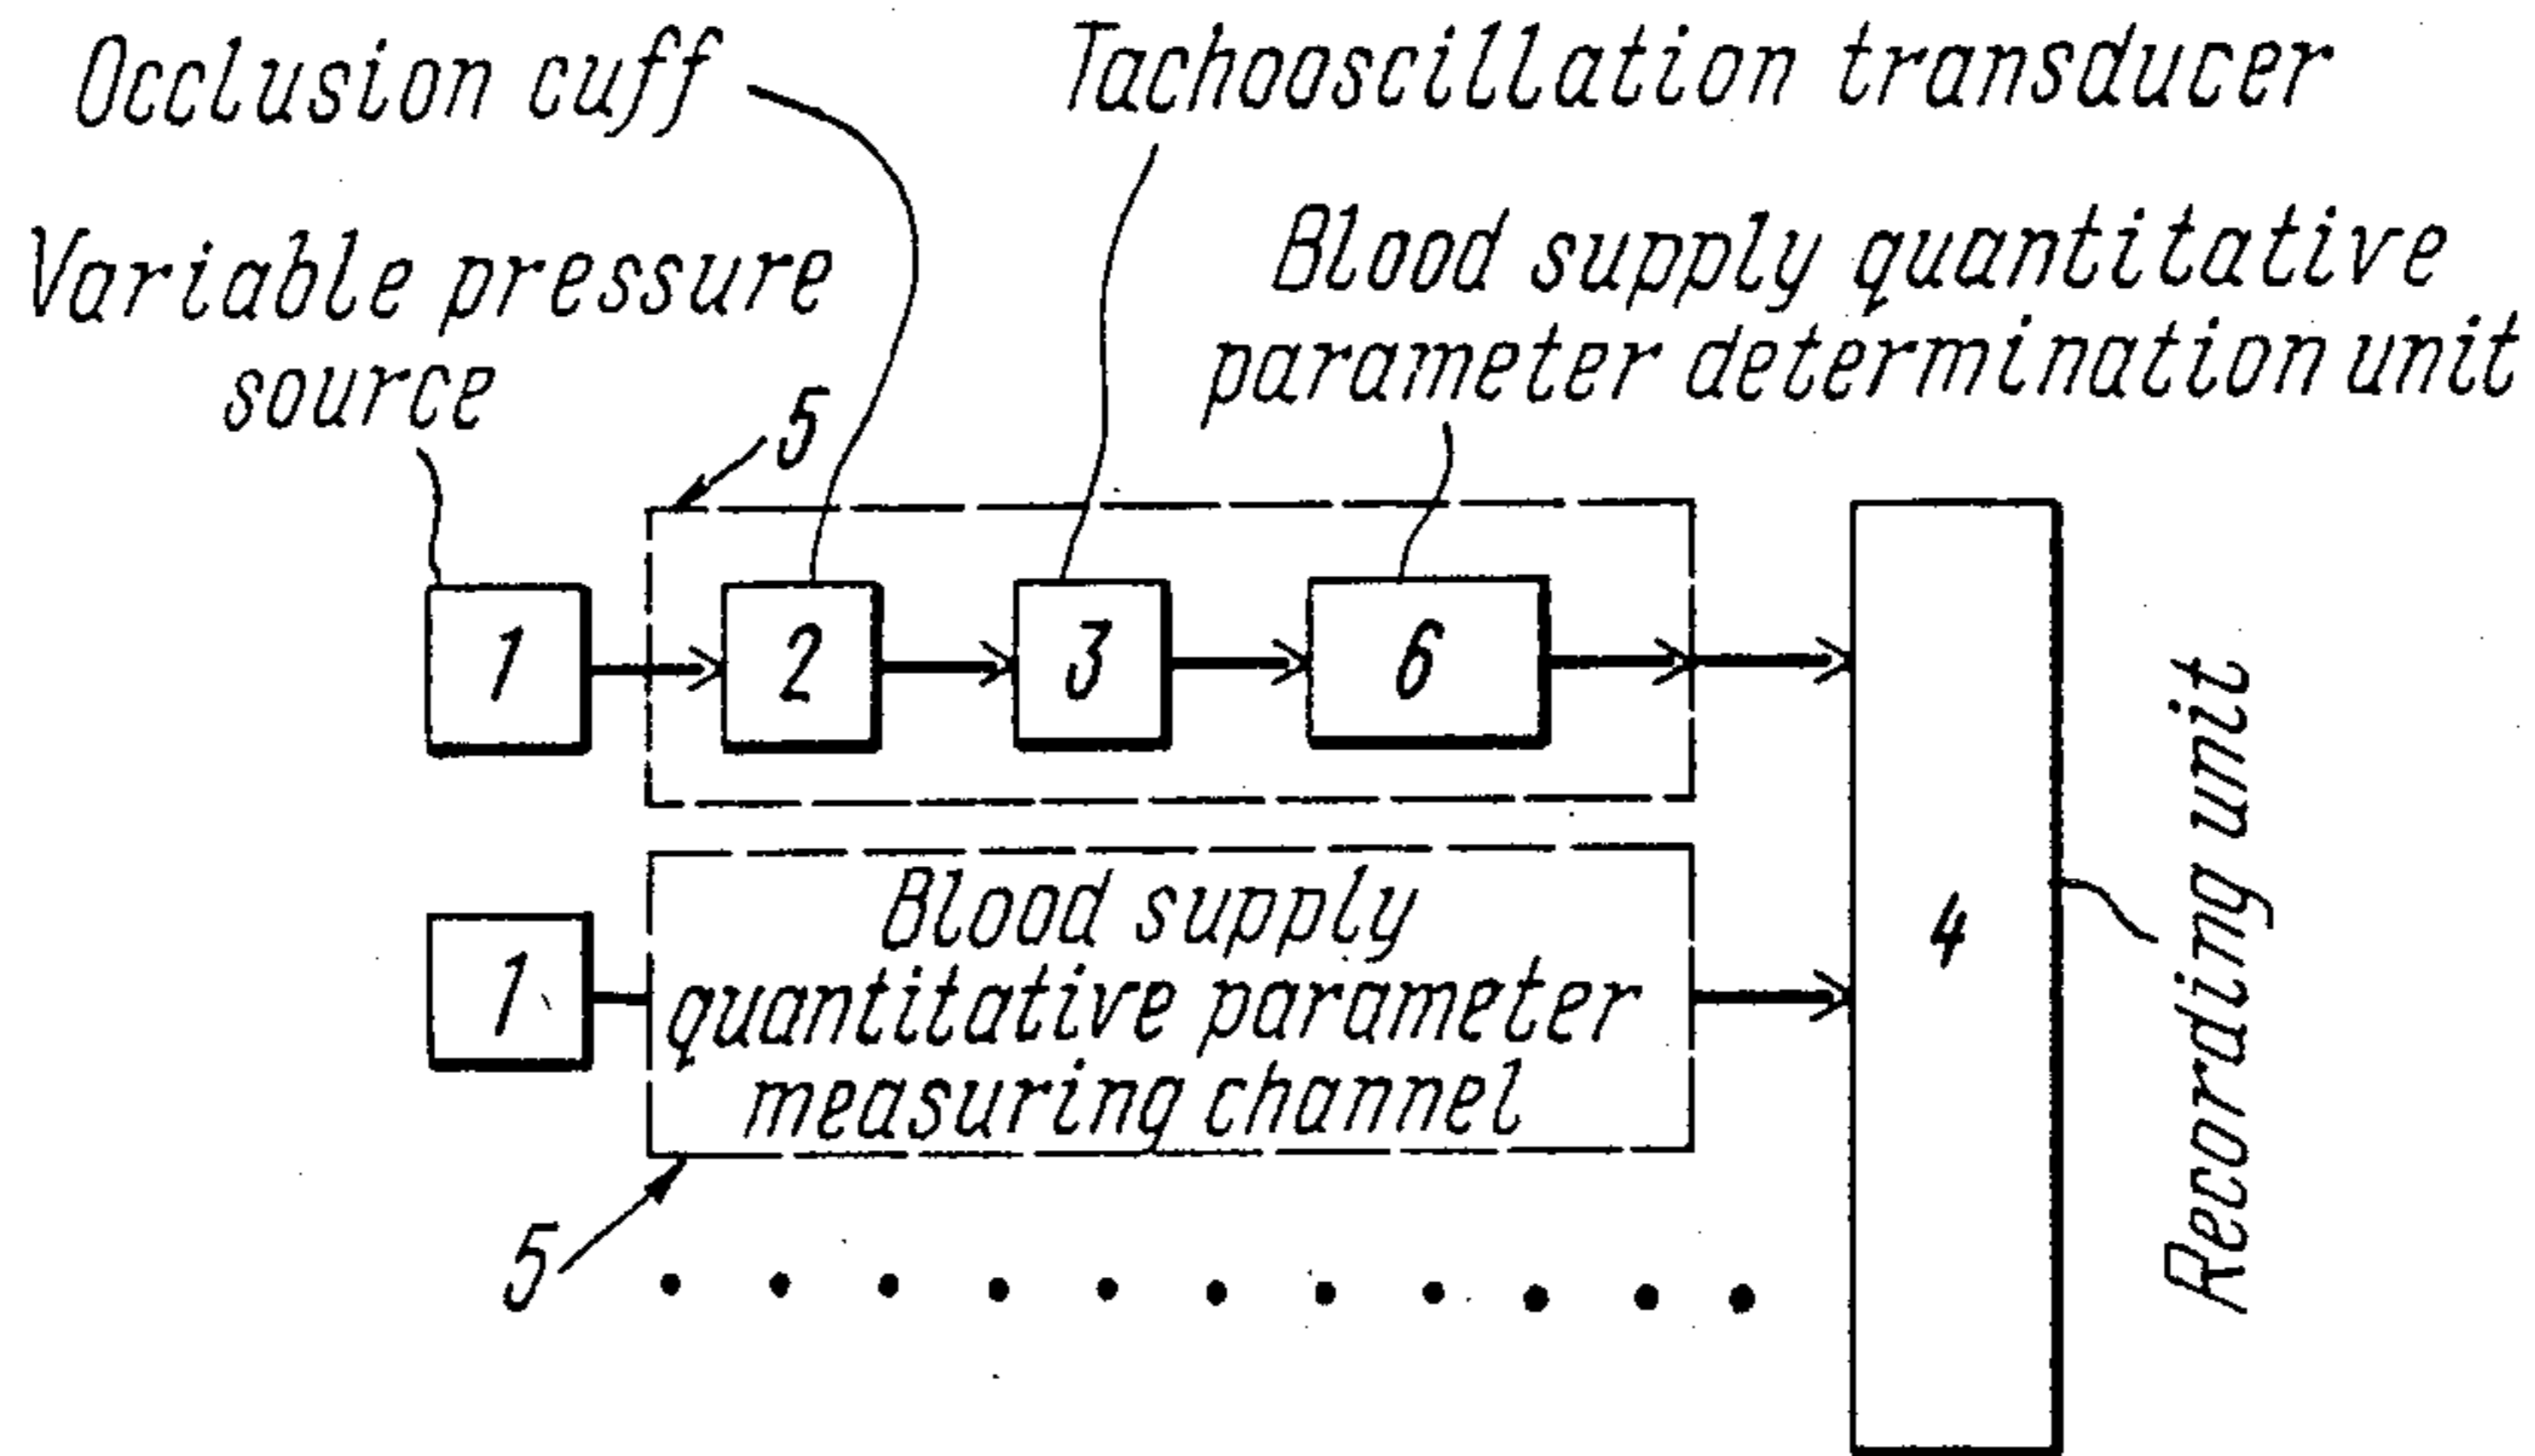 Occlusion cuff
Tachooscillation transducer
Variable pressure
source
Blood supply quantitative
parameter determination unit
5
1
2
3
6
4
Recording unit
1
Blood supply
quantitative parameter
measuring channel
5